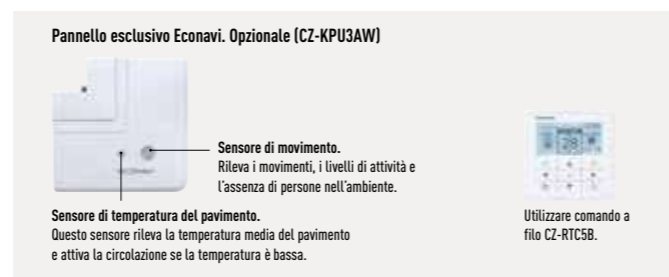 Pannello esclusivo Econavi. Opzionale (CZ-KPU3AW)
Sensore di movimento.
Rileva i movimenti, i livelli di attività e
l'assenza di persone nell'ambiente.
Sensore di temperatura del pavimento.
Questo sensore rileva la temperatura media del pavimento
e attiva la circolazione se la temperatura è bassa.
28
Utilizzare comando a
filo CZ-RTC5B.